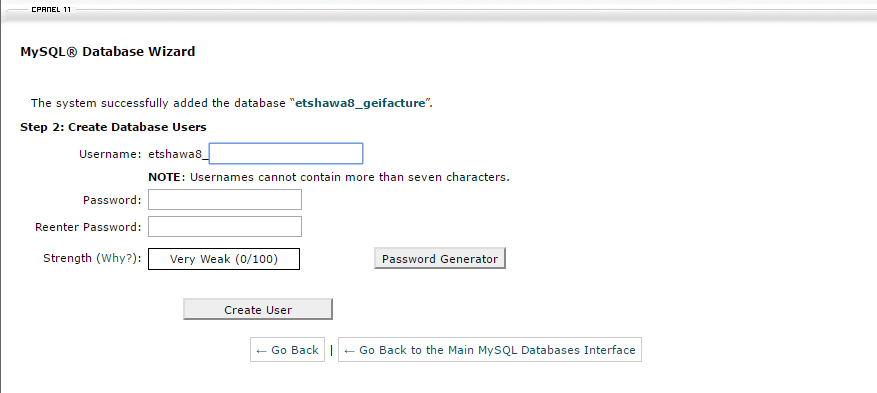 CPANEL 11
MySQL® Database Wizard
The system successfully added the database “etshawa8_geifacture”.
Step 2: Create Database Users
Username: etshawa8_
NOTE: Usernames cannot contain more than seven characters.
Password:
Reenter Password:
Strength (Why?): Very Weak (0/100) Password Generator
Create User
← Go Back | ← Go Back to the Main MySQL Databases Interface